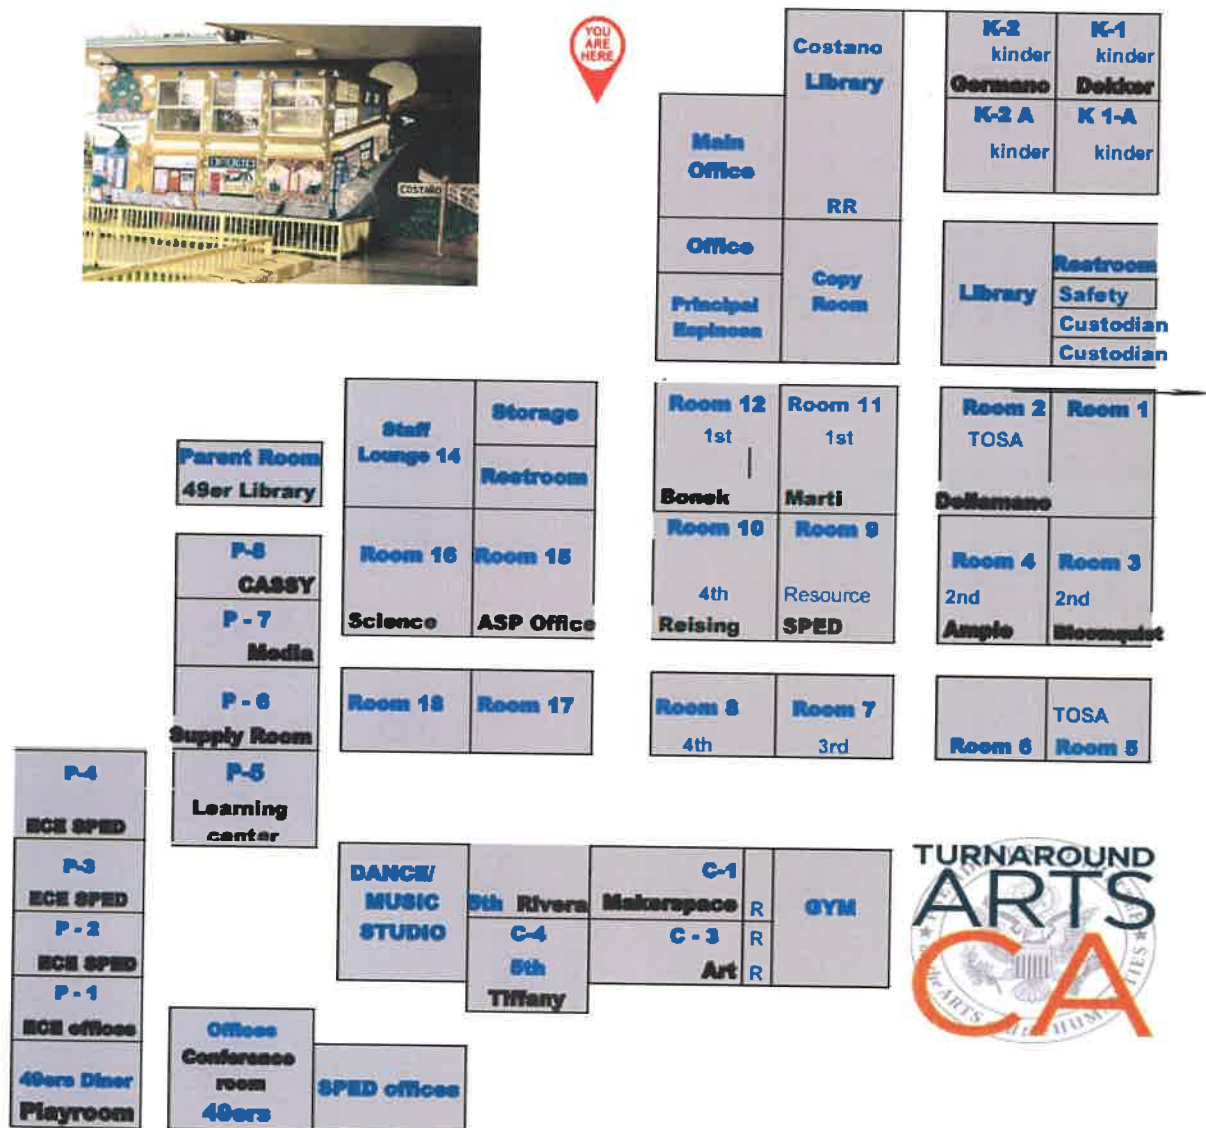 YOU
ARE
HERE
COSTANO
Costano
Library
RR
Main
Office
Office
Principal
Espinosa
Copy
Room
K-2
kinder
Germano
K-1
kinder
Dekker
K-2 A
kinder
K 1-A
kinder
Library
Restroom
Safety
Custodian
Custodian
Staff
Lounge 14
Storage
Restroom
Room 16
Science
Room 15
ASP Office
Room 12
1st
Bonek
Room 11
1st
Marti
Room 10
4th
Reising
Room 9
Resource
SPED
Room 2
TOSA
Dellamano
Room 1
Room 4
2nd
Ample
Room 3
2nd
Bloomquist
Parent Room
49er Library
P-8
CASSY
P - 7
Media
P - 6
Supply Room
P-5
Learning
center
Room 18
Room 17
Room 8
4th
Room 7
3rd
Room 6
TOSA
Room 5
P-4
ECE SPED
P-3
ECE SPED
P - 2
ECE SPED
P - 1
ECE offices
49ers Diner
Playroom
DANCE/
MUSIC
STUDIO
5th Rivera
C-4
5th
Tiffany
C-1
Makerspace
R
C - 3
Art
R
R
GYM
Offices
Conference
room
49ers
SPED offices
TURNAROUND
ARTS
CA